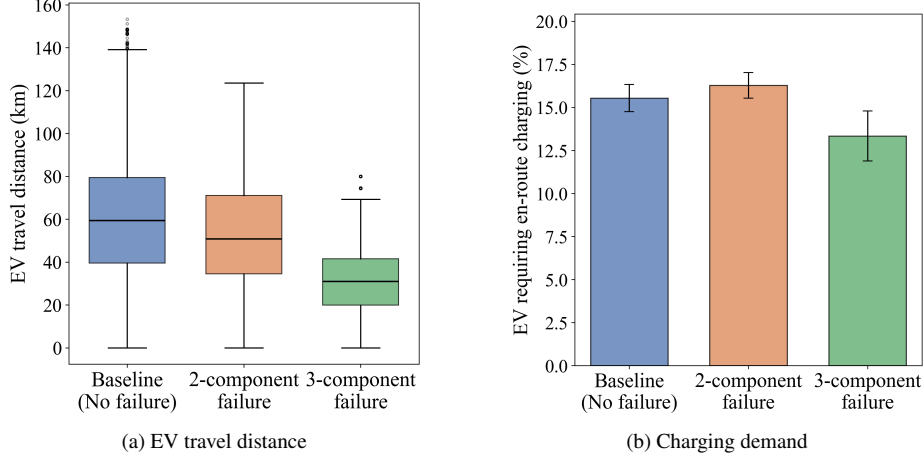 EV travel distance (km)
160
140
120
100
80
60
40
20
0
Baseline
(No failure)
2-component
failure
3-component
failure
(a) EV travel distance
EV requiring en-route charging (%)
20.0
17.5
15.0
12.5
10.0
7.5
5.0
2.5
0.0
Baseline
(No failure)
2-component
failure
3-component
failure
(b) Charging demand